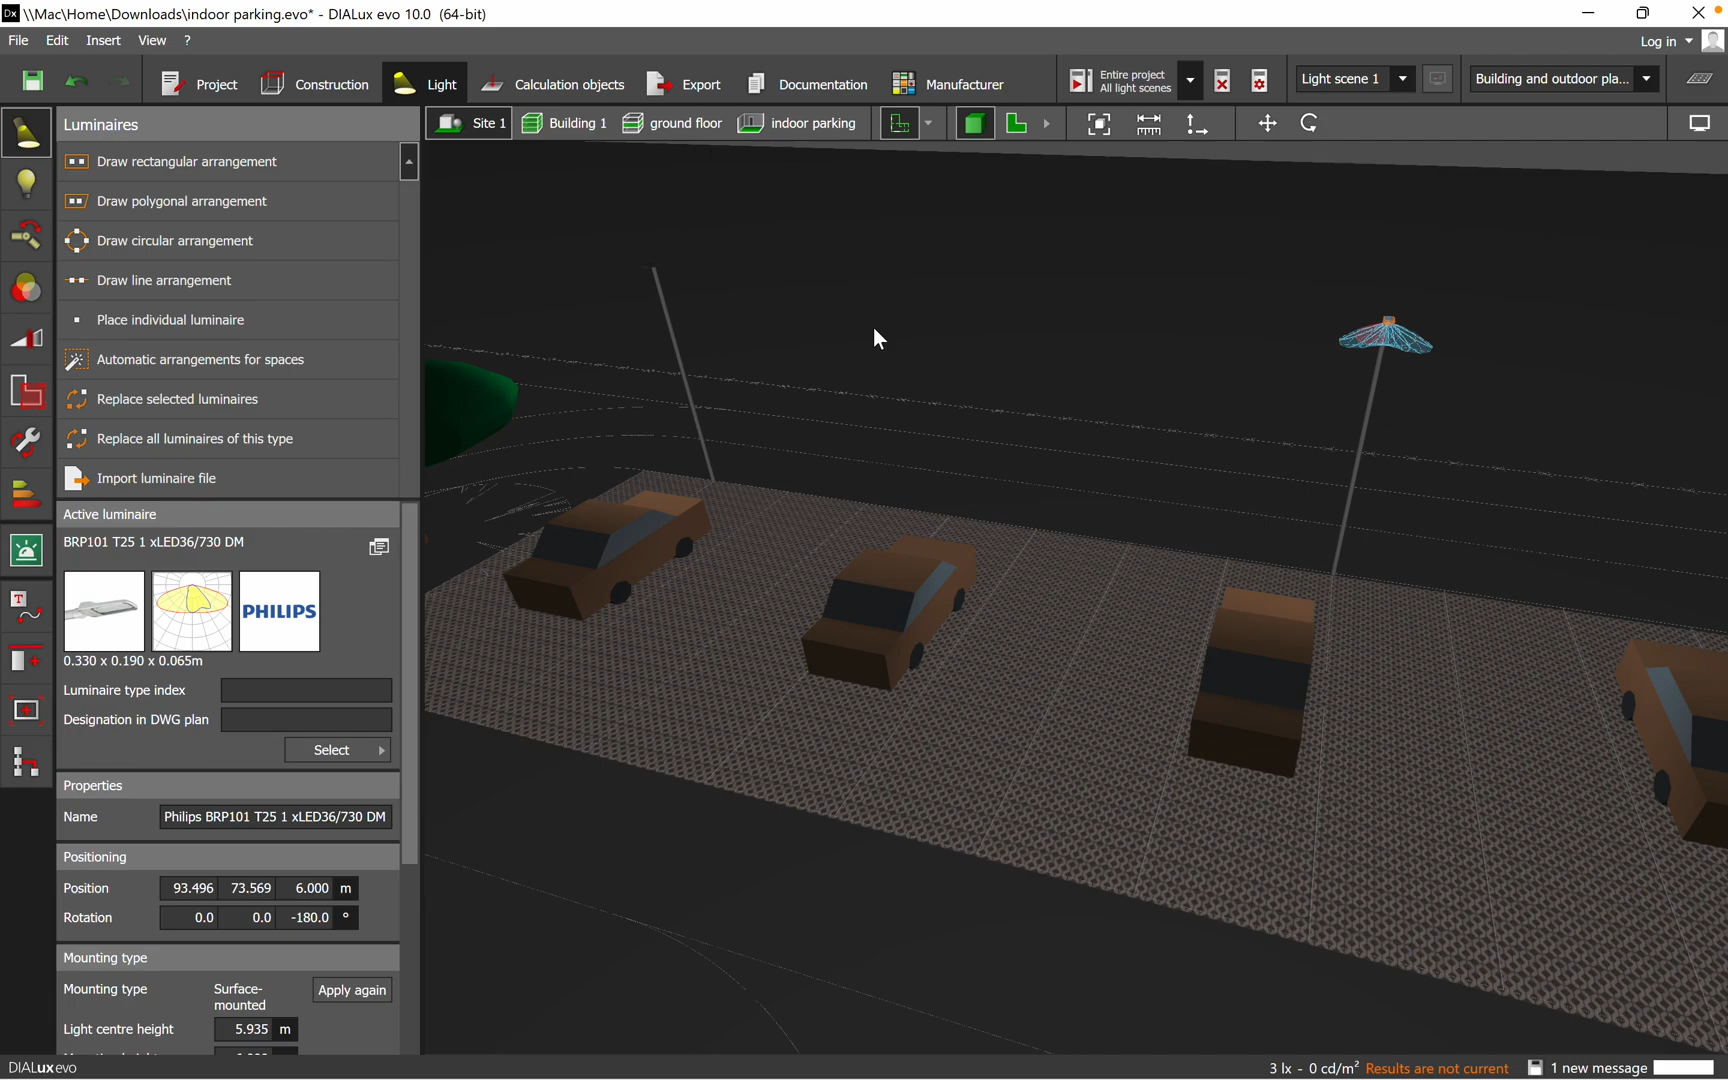 Dx \\Mac\Home\Downloads\indoor parking.evo* - DIALux evo 10.0 (64-bit)
File Edit Insert View ? Log in
Project Construction Light Calculation objects Export Documentation Manufacturer Entire project Light scene 1 Building and outdoor pla...
All light scenes
Luminaires Site 1 Building 1 ground floor indoor parking
Draw rectangular arrangement
Draw polygonal arrangement
Draw circular arrangement
Draw line arrangement
Place individual luminaire
Automatic arrangements for spaces
Replace selected luminaires
Replace all luminaires of this type
Import luminaire file
Active luminaire
BRP101 T25 1 xLED36/730 DM
PHILIPS
0.330 x 0.190 x 0.065m
Luminaire type index
Designation in DWG plan
Select
Properties
Name Philips BRP101 T25 1 xLED36/730 DM
Positioning
Position 93.496 73.569 6.000 m
Rotation 0.0 0.0 -180.0 °
Mounting type
Mounting type Surface-mounted Apply again
Light centre height 5.935 m
DIALux evo 3 lx - 0 cd/m² Results are not current 1 new message